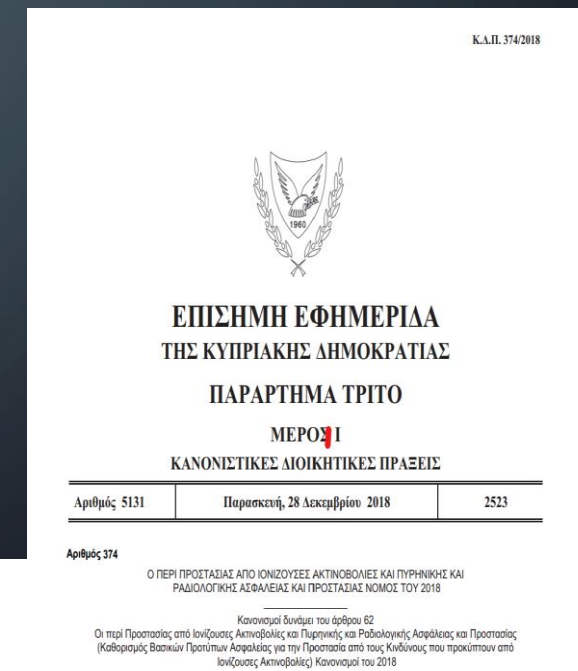 Κ.Δ.Π. 374/2018
1960
ΕΠΙΣΗΜΗ ΕΦΗΜΕΡΙΔΑ
ΤΗΣ ΚΥΠΡΙΑΚΗΣ ΔΗΜΟΚΡΑΤΙΑΣ
ΠΑΡΑΡΤΗΜΑ ΤΡΙΤΟ
ΜΕΡΟΣ Ι
ΚΑΝΟΝΙΣΤΙΚΕΣ ΔΙΟΙΚΗΤΙΚΕΣ ΠΡΑΞΕΙΣ
Αριθμός 5131 Παρασκευή, 28 Δεκεμβρίου 2018 2523
Αριθμός 374
Ο ΠΕΡΙ ΠΡΟΣΤΑΣΙΑΣ ΑΠΟ ΙΟΝΙΖΟΥΣΕΣ ΑΚΤΙΝΟΒΟΛΙΕΣ ΚΑΙ ΠΥΡΗΝΙΚΗΣ ΚΑΙ
ΡΑΔΙΟΛΟΓΙΚΗΣ ΑΣΦΑΛΕΙΑΣ ΚΑΙ ΠΡΟΣΤΑΣΙΑΣ ΝΟΜΟΣ ΤΟΥ 2018
Κανονισμοί δυνάμει του άρθρου 62
Οι περί Προστασίας από Ιονίζουσες Ακτινοβολίες και Πυρηνικής και Ραδιολογικής Ασφάλειας και Προστασίας
(Καθορισμός Βασικών Προτύπων Ασφαλείας για την Προστασία από τους Κινδύνους που προκύπτουν από
Ιονίζουσες Ακτινοβολίες) Κανονισμοί του 2018